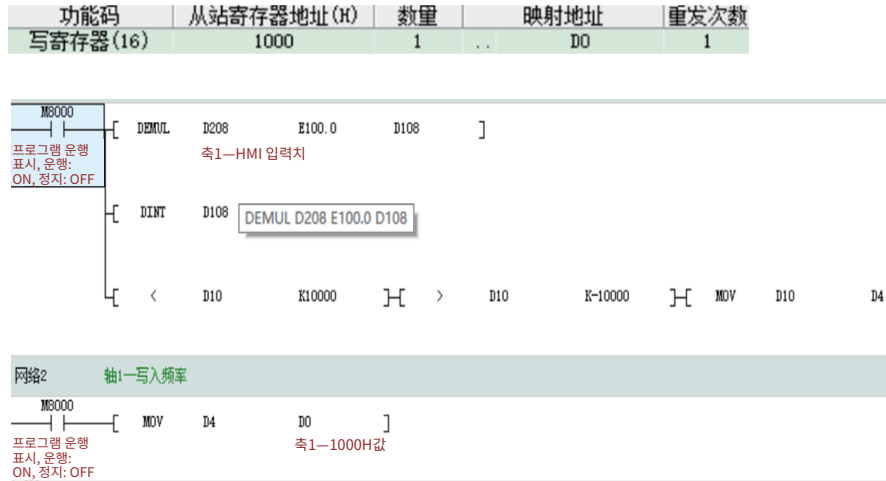 功能码 从站寄存器地址(H) 数量 映射地址 重发次数
写寄存器(16) 1000 1 .. D0 1
M8000
DEMUL D208 E100.0 D108
프로그램 운행
표시, 운행:
ON, 정지: OFF
축1—HMI 입력치
DINT D108
DEMUL D208 E100.0 D108
< D10 K10000 > D10 K-10000 MOV D10 D4
网络2 轴1—写入频率
M8000
MOV D4 D0
프로그램 운행
표시, 운행:
ON, 정지: OFF
축1—1000H값